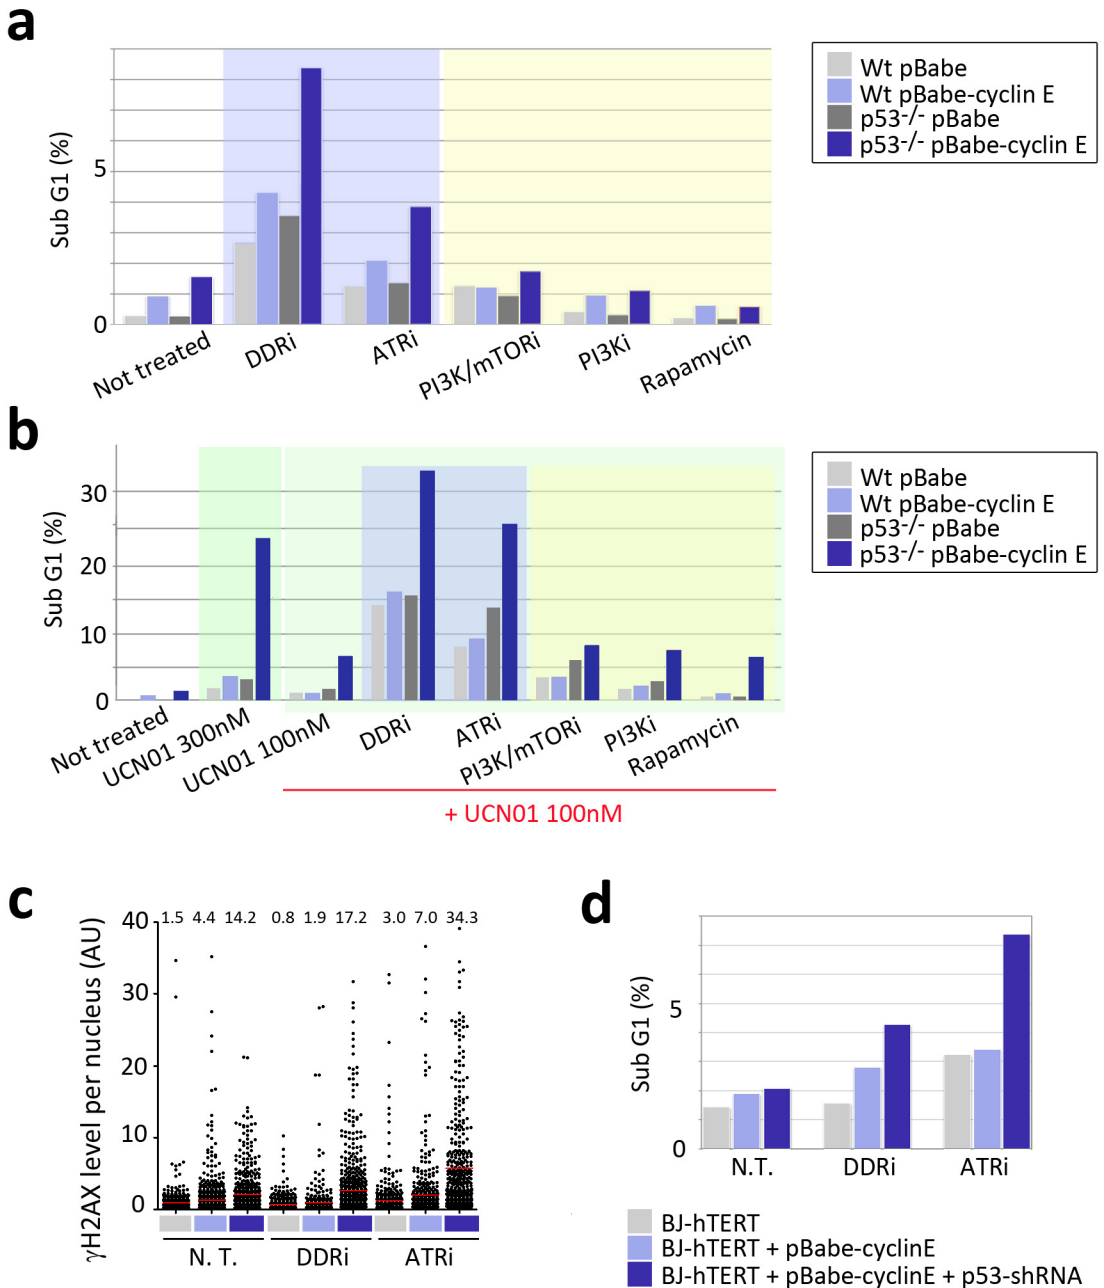 a
Sub G1 (%)
5
0
Not treated
DDRi
ATRi
PI3K/mTORi
PI3Ki
Rapamycin
Wt pBabe
Wt pBabe-cyclin E
p53-/- pBabe
p53-/- pBabe-cyclin E
b
Sub G1 (%)
30
20
10
0
Not treated
UCN01 300nM
UCN01 100nM
DDRi
ATRi
PI3K/mTORi
PI3Ki
Rapamycin
+ UCN01 100nM
Wt pBabe
Wt pBabe-cyclin E
p53-/- pBabe
p53-/- pBabe-cyclin E
c
γH2AX level per nucleus (AU)
40
30
20
10
0
1.5 4.4 14.2 0.8 1.9 17.2 3.0 7.0 34.3
N. T. DDRi ATRi
d
Sub G1 (%)
5
0
N.T. DDRi ATRi
BJ-hTERT
BJ-hTERT + pBabe-cyclinE
BJ-hTERT + pBabe-cyclinE + p53-shRNA